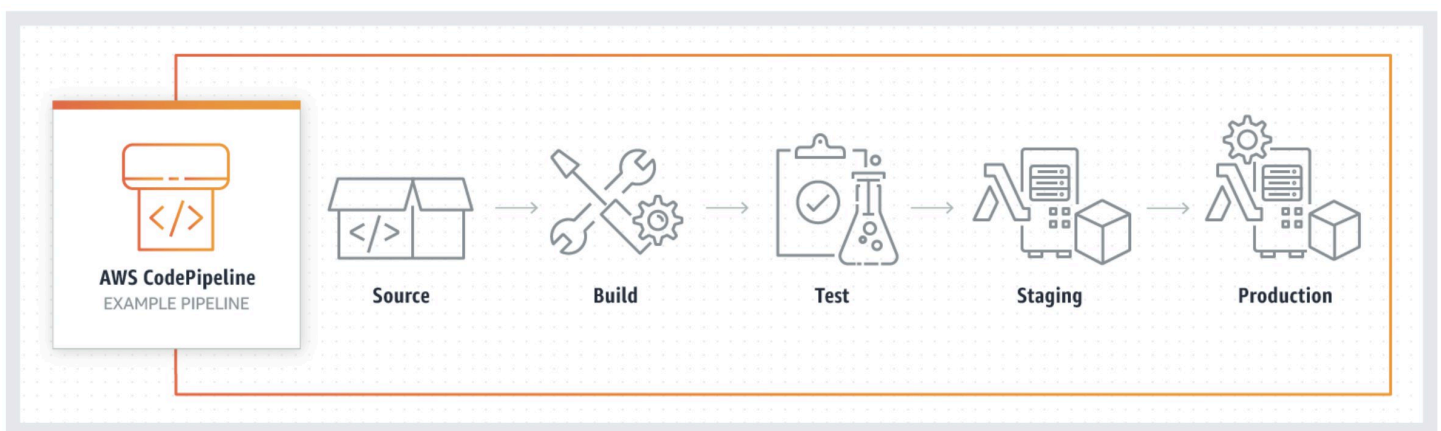 </>
AWS CodePipeline
EXAMPLE PIPELINE
</>
Source
Build
Test
Staging
Production